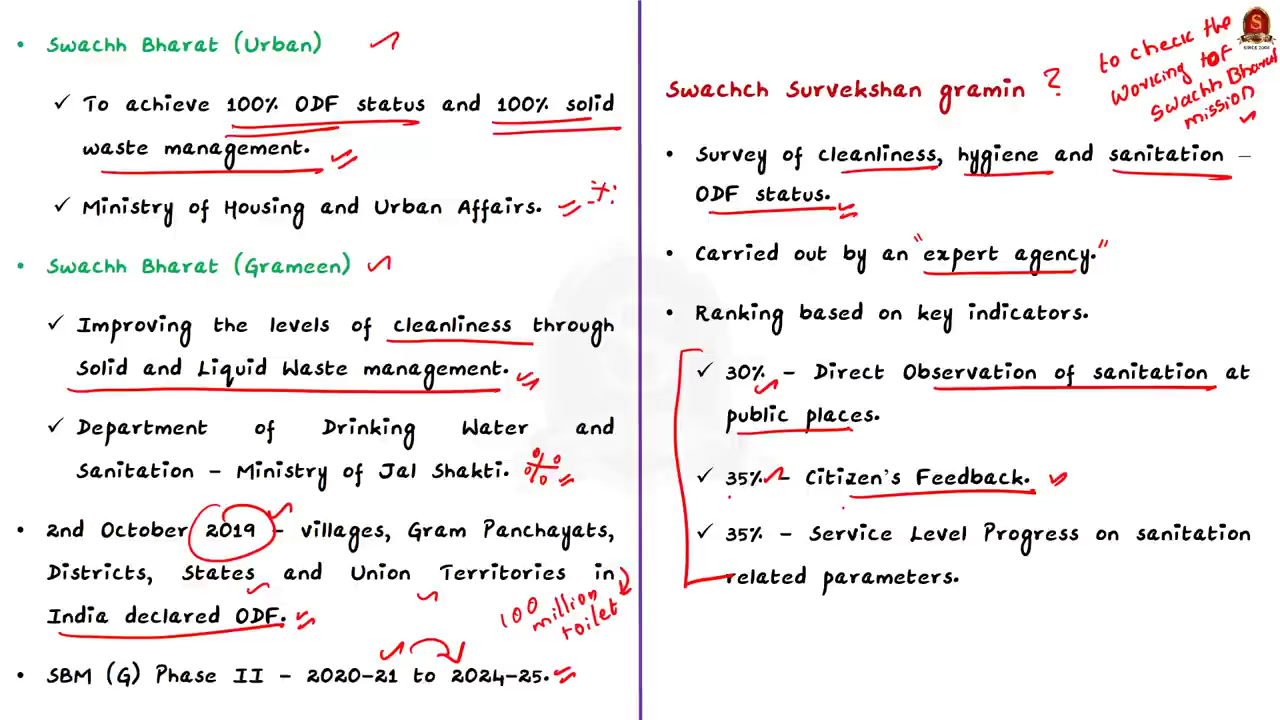 Swachh Bharat (Urban)
To achieve 100% ODF status and 100% solid
waste management.
Ministry of Housing and Urban Affairs.
Swachh Bharat (Grameen)
Improving the levels of cleanliness through
Solid and Liquid Waste management.
Department of Drinking Water and
Sanitation - Ministry of Jal Shakti.
2nd October 2019 - villages, Gram Panchayats,
Districts, States and Union Territories in
India declared ODF.
100
million
toilet
SBM (G) Phase II - 2020-21 to 2024-25.
to check the
working of
Swachh Bharat
mission
S
SINCE 2004
Swachch Survekshan gramin ?
Survey of cleanliness, hygiene and sanitation -
ODF status.
Carried out by an "expert agency."
Ranking based on key indicators.
30% - Direct Observation of sanitation at
public places.
35% - Citizen's Feedback.
35% - Service Level Progress on sanitation
related parameters.